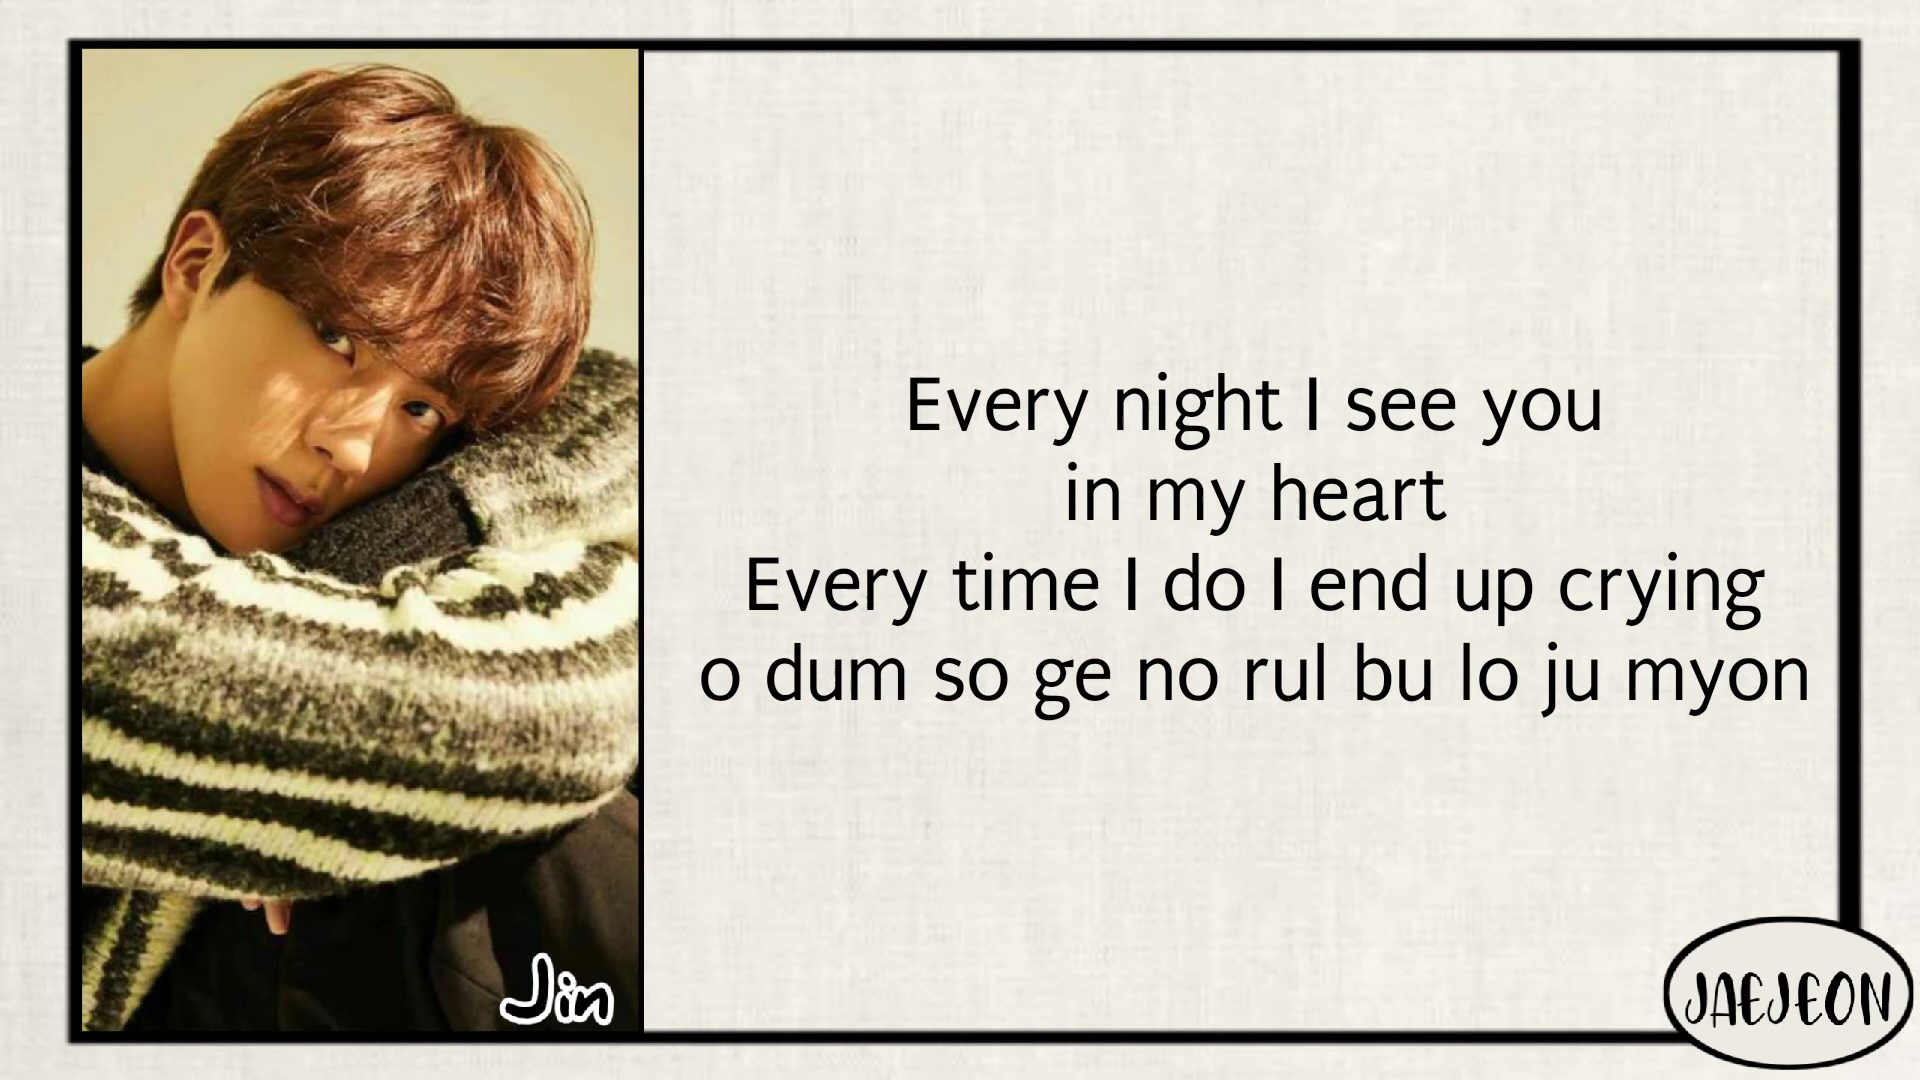 Every night I see you
in my heart
Every time I do I end up crying
o dum so ge no rul bu lo ju myon
Jin
JAEJEON